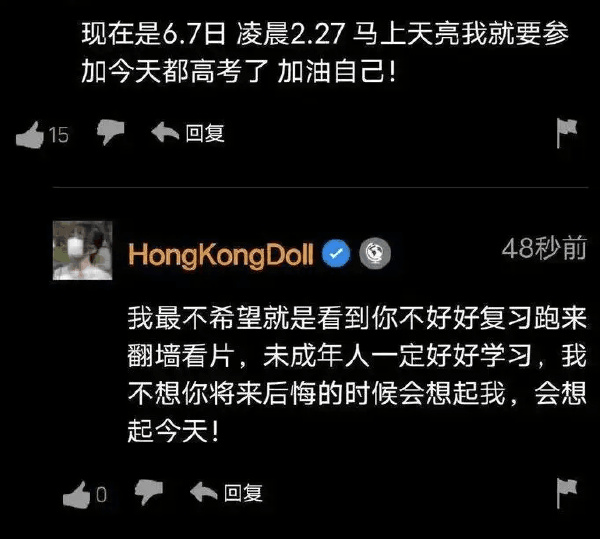 现在是6.7日 凌晨2.27 马上天亮我就要参
加今天都高考了 加油自己！
15 回复
HongKongDoll 48秒前
我最不希望就是看到你不好好复习跑来
翻墙看片，未成年人一定好好学习，我
不想你将来后悔的时候会想起我，会想
起今天！
0 回复